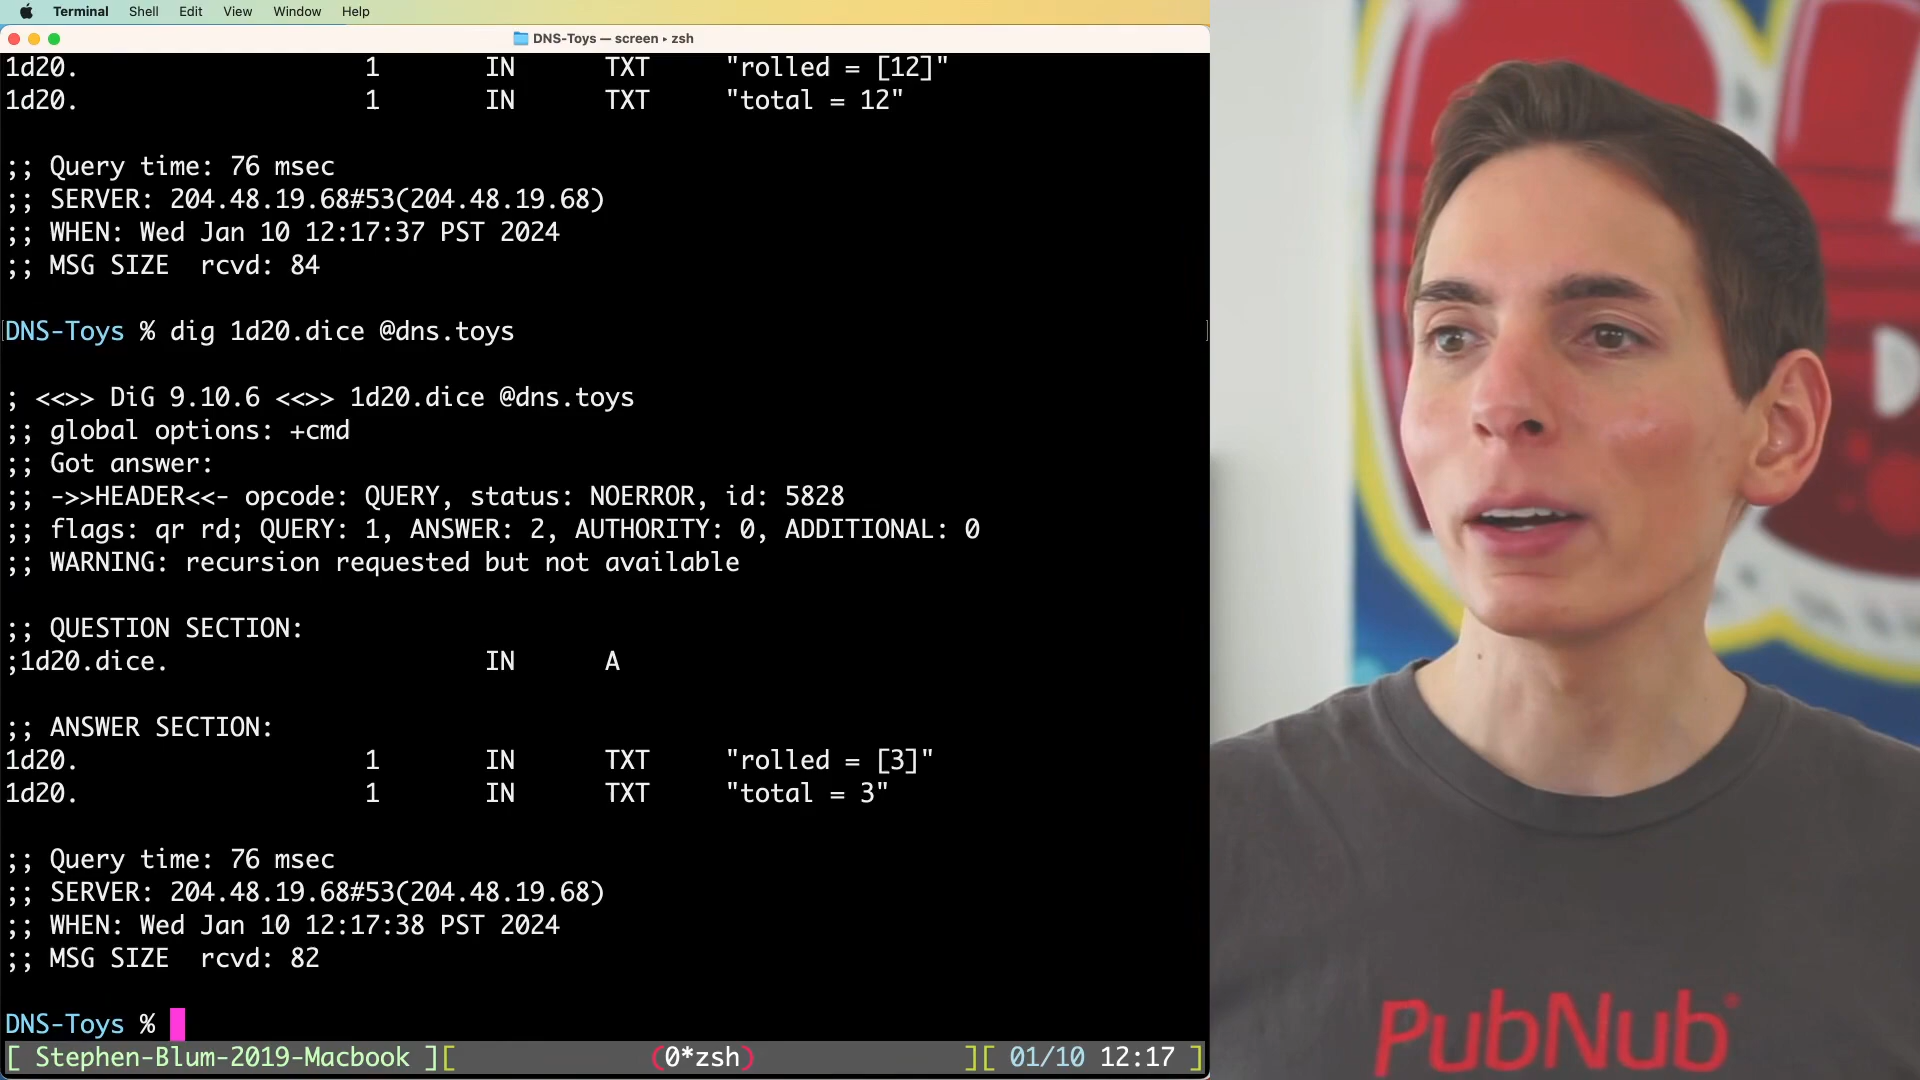 Terminal Shell Edit View Window Help
DNS-Toys — screen ▸ zsh
1d20. 1 IN TXT "rolled = [12]"
1d20. 1 IN TXT "total = 12"
;; Query time: 76 msec
;; SERVER: 204.48.19.68#53(204.48.19.68)
;; WHEN: Wed Jan 10 12:17:37 PST 2024
;; MSG SIZE  rcvd: 84
[DNS-Toys % dig 1d20.dice @dns.toys ]
; <<>> DiG 9.10.6 <<>> 1d20.dice @dns.toys
;; global options: +cmd
;; Got answer:
;; ->>HEADER<<- opcode: QUERY, status: NOERROR, id: 5828
;; flags: qr rd; QUERY: 1, ANSWER: 2, AUTHORITY: 0, ADDITIONAL: 0
;; WARNING: recursion requested but not available
;; QUESTION SECTION:
;1d20.dice. IN A
;; ANSWER SECTION:
1d20. 1 IN TXT "rolled = [3]"
1d20. 1 IN TXT "total = 3"
;; Query time: 76 msec
;; SERVER: 204.48.19.68#53(204.48.19.68)
;; WHEN: Wed Jan 10 12:17:38 PST 2024
;; MSG SIZE  rcvd: 82
DNS-Toys %
[ Stephen-Blum-2019-Macbook ][ (0*zsh) ][ 01/10 12:17 ]
PubNub